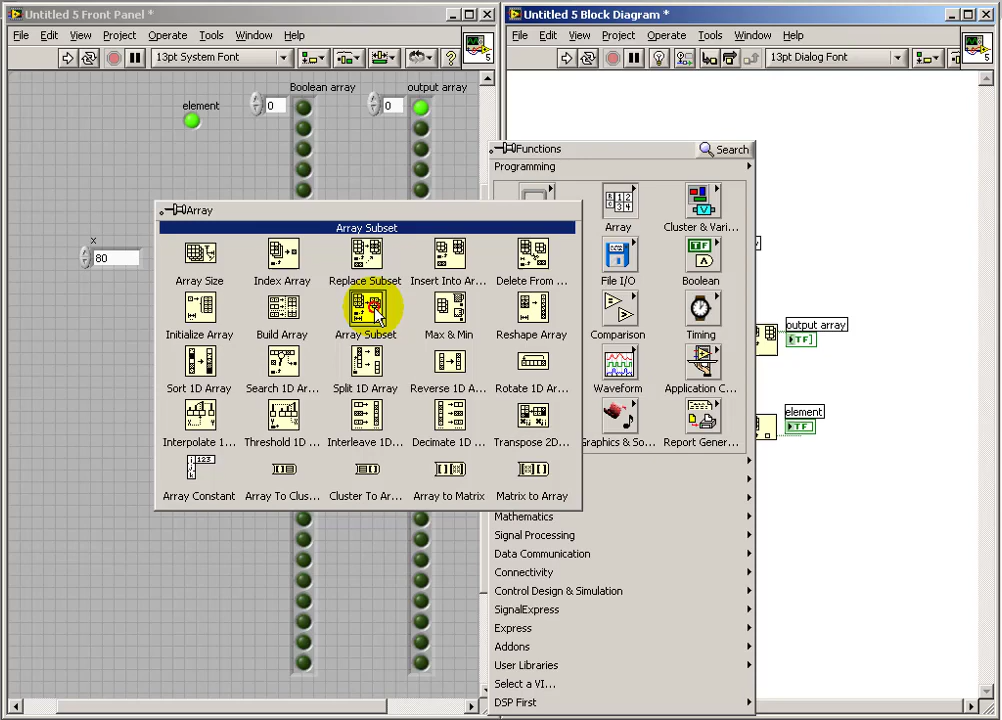 Untitled 5 Front Panel *
File Edit View Project Operate Tools Window Help
13pt System Font
5
element
Boolean array
output array
0
0
x
80
Untitled 5 Block Diagram *
File Edit View Project Operate Tools Window Help
13pt Dialog Font
5
output array
TF
element
TF
Functions
Search
Programming
Array
Cluster & Vari...
File I/O
Boolean
Comparison
Timing
Waveform
Application C...
Graphics & So...
Report Gener...
Mathematics
Signal Processing
Data Communication
Connectivity
Control Design & Simulation
SignalExpress
Express
Addons
User Libraries
Select a VI...
DSP First
Array
Array Subset
Array Size
Index Array
Replace Subset
Insert Into Ar...
Delete From ...
Initialize Array
Build Array
Array Subset
Max & Min
Reshape Array
Sort 1D Array
Search 1D Ar...
Split 1D Array
Reverse 1D A...
Rotate 1D Ar...
Interpolate 1...
Threshold 1D ...
Interleave 1D...
Decimate 1D ...
Transpose 2D...
Array Constant
Array To Clus...
Cluster To Ar...
Array to Matrix
Matrix to Array